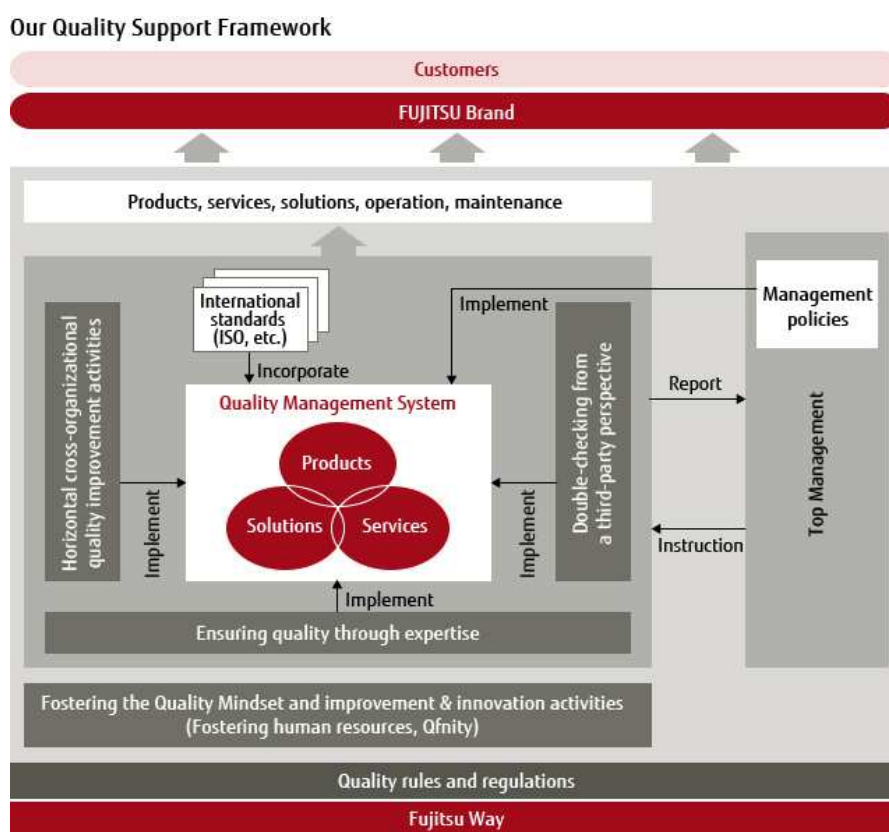 Our Quality Support Framework
Customers
FUJITSU Brand
Products, services, solutions, operation, maintenance
International
standards
(ISO, etc.)
Incorporate
Implement
Management
policies
Horizontal cross-organizational
quality improvement activities
Implement
Quality Management System
Products
Solutions
Services
Implement
Double-checking from
a third-party perspective
Report
Instruction
Top Management
Implement
Ensuring quality through expertise
Fostering the Quality Mindset and improvement & innovation activities
(Fostering human resources, Qfnity)
Quality rules and regulations
Fujitsu Way